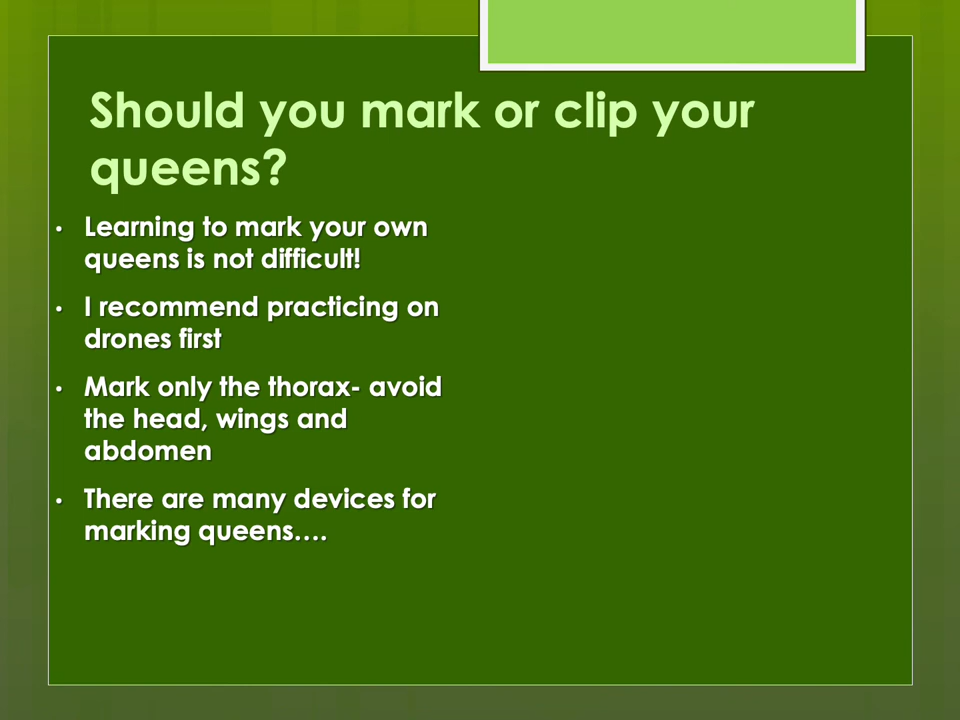 Should you mark or clip your
queens?
• Learning to mark your own
queens is not difficult!
• I recommend practicing on
drones first
• Mark only the thorax- avoid
the head, wings and
abdomen
• There are many devices for
marking queens….